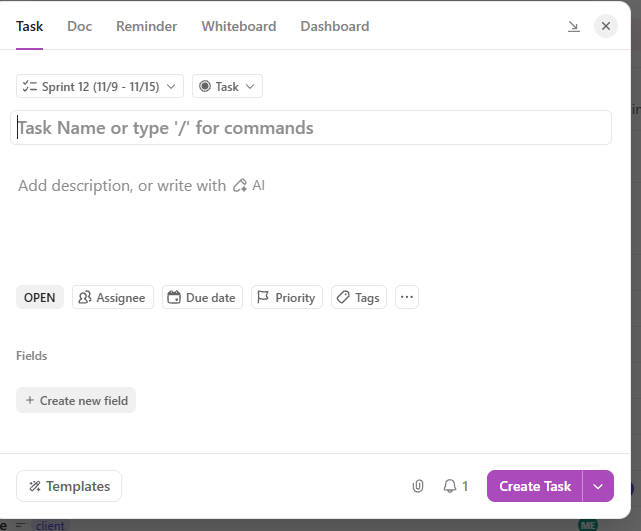 Task Doc Reminder Whiteboard Dashboard
Sprint 12 (11/9 - 11/15) Task
Task Name or type '/' for commands
Add description, or write with AI
OPEN Assignee Due date Priority Tags ...
Fields
+ Create new field
Templates 1 Create Task
client ME